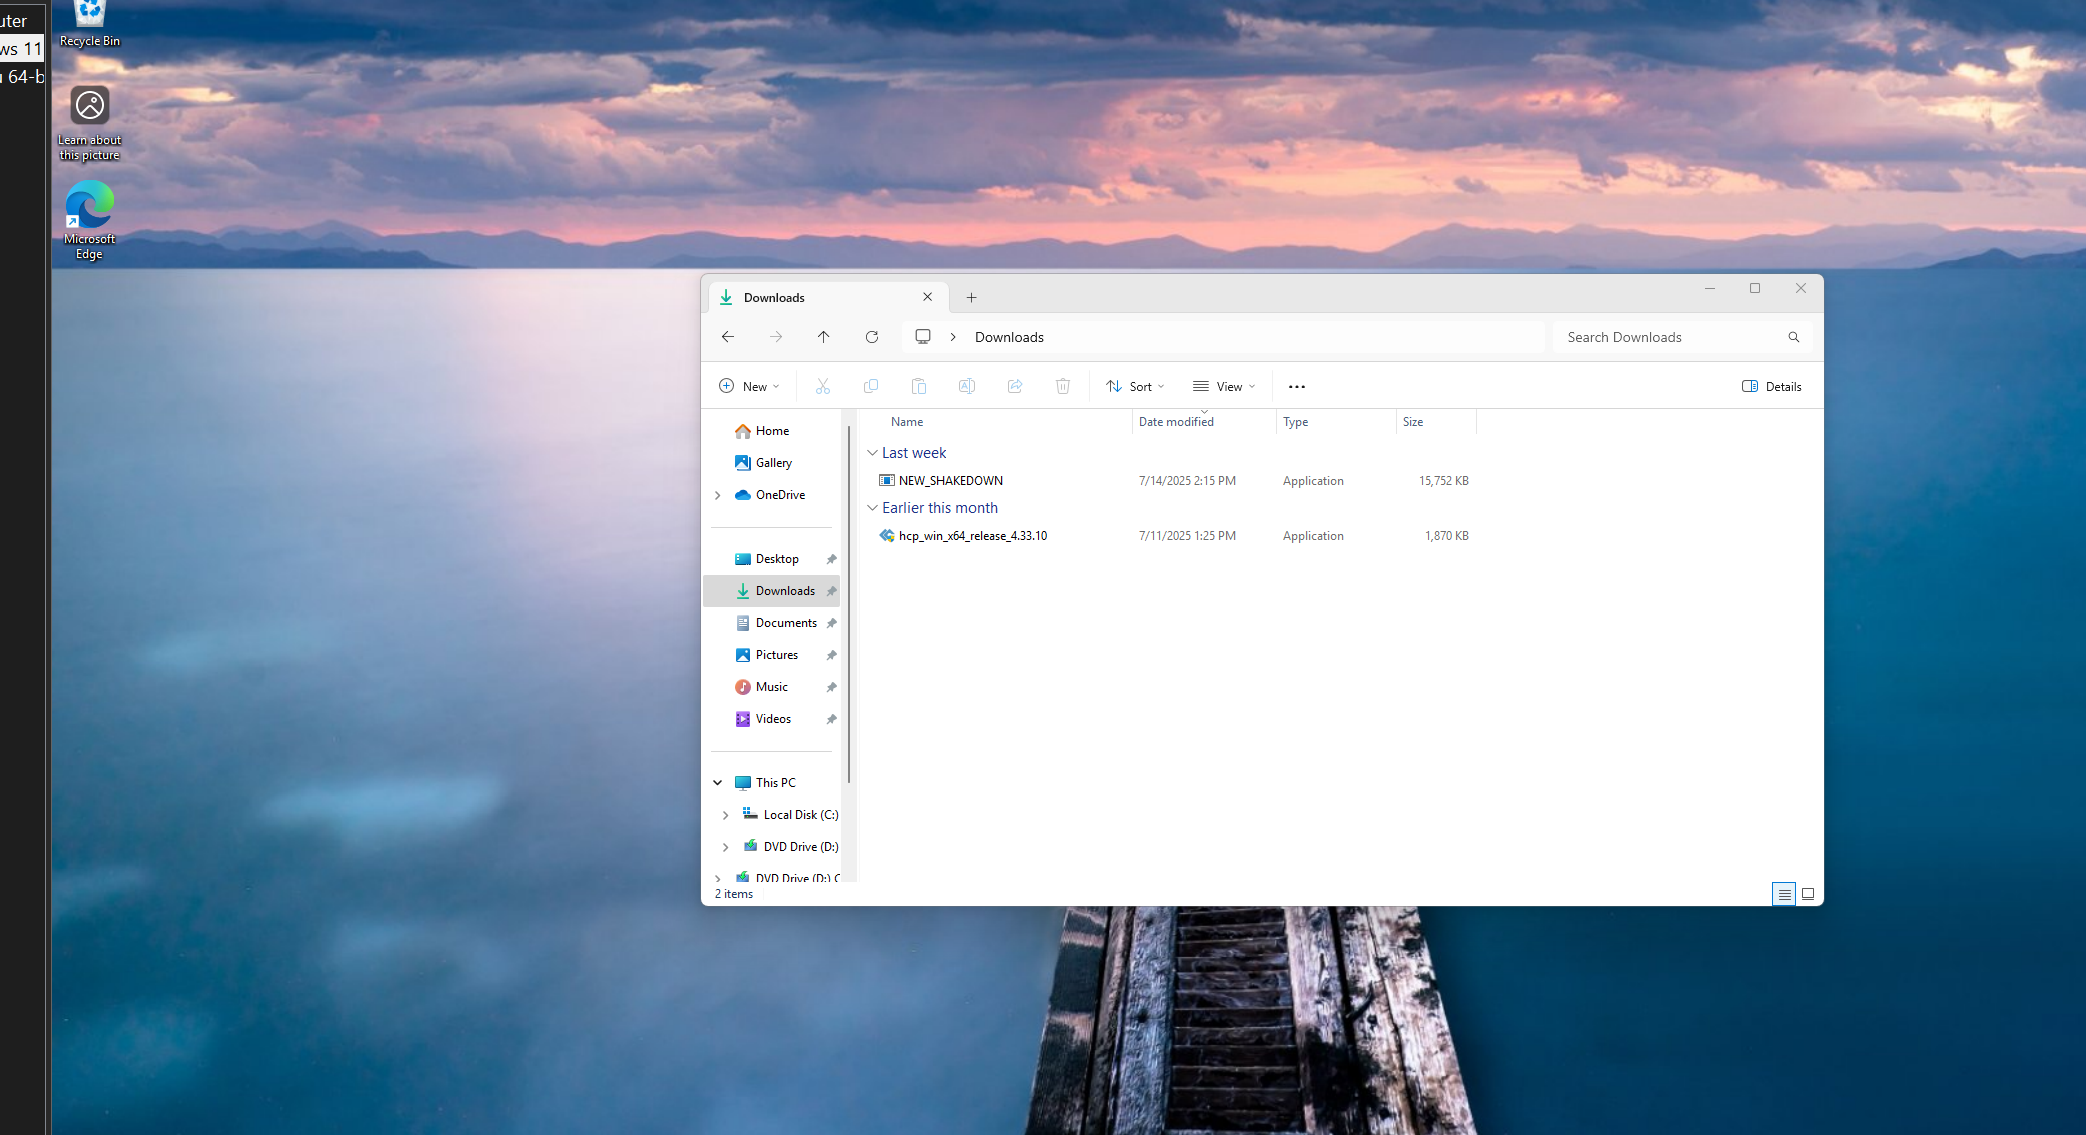 uter
ws 11
u 64-b
Recycle Bin
Learn about
this picture
Microsoft
Edge
Downloads
Downloads
Search Downloads
New
Sort
View
Details
Home
Gallery
OneDrive
Desktop
Downloads
Documents
Pictures
Music
Videos
This PC
Local Disk (C:)
DVD Drive (D:)
DVD Drive (D:) C
Name Date modified Type Size
Last week
NEW_SHAKEDOWN 7/14/2025 2:15 PM Application 15,752 KB
Earlier this month
hcp_win_x64_release_4.33.10 7/11/2025 1:25 PM Application 1,870 KB
2 items